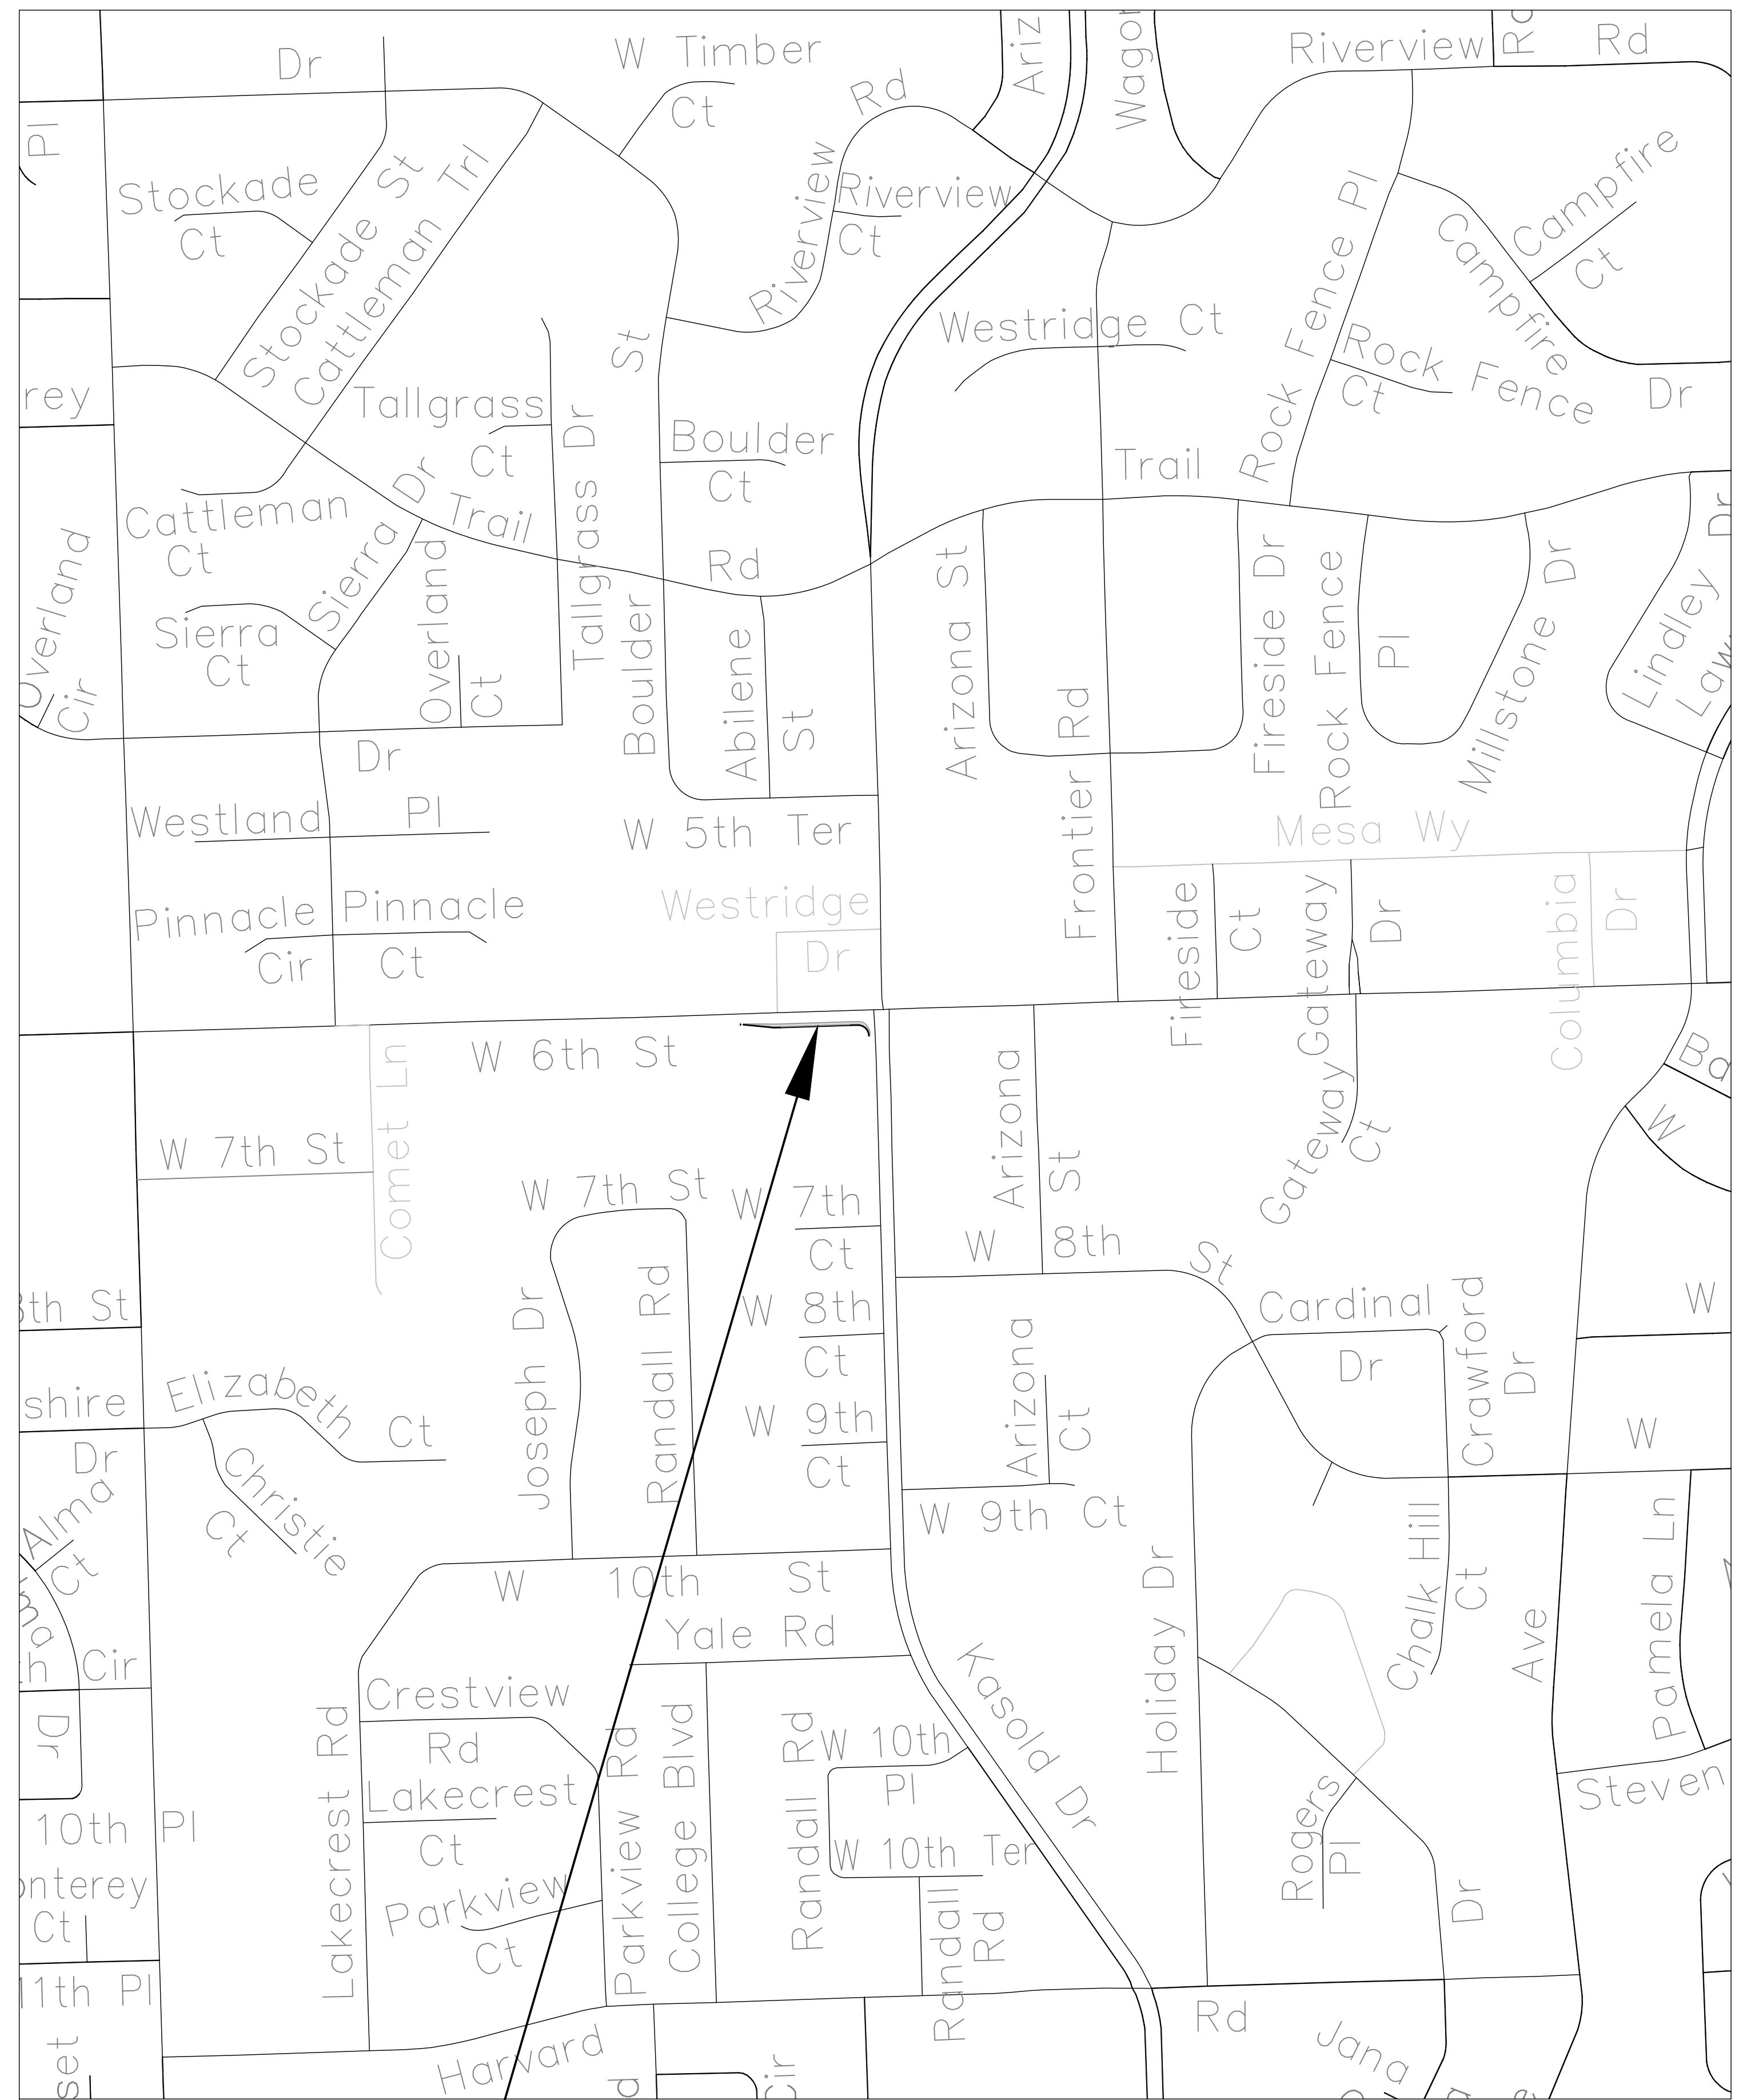 Dr
W Timber
Ct
Rd
Ariz
Wagon
Riverview
Rd
Rd
Pl
Stockade
Ct
Stockade St
Cattleman Trl
Riverview
Riverview
Ct
Rock Fence Pl
Campfire
Campfire
Ct
Westridge Ct
Rock Fence
Ct
Dr
rey
Tallgrass
Ct
St
Tallgrass Dr
Boulder
Ct
Trail
Cattleman
Ct
Sierra Dr
Trail
Rd
Overland
Cir
Sierra
Ct
Overland
Ct
Boulder
Abilene
St
Arizona St
Frontier Rd
Fireside Dr
Rock Fence
Pl
Millstone Dr
Lindley Dr
Law
Dr
Westland Pl
W 5th Ter
Mesa Wy
Pinnacle
Cir
Pinnacle
Ct
Westridge
Dr
Fireside
Ct
Gateway
Dr
Columbia
Dr
W 6th St
Comet Ln
Arizona
St
Gateway
Ct
W
W 7th St
W 7th St
W 7th
Ct
W 8th St
8th St
Joseph Dr
Randall Rd
W 8th
Ct
Cardinal
Dr
Crawford
Dr
W
shire
Dr
Elizabeth Ct
Christie
Ct
W 9th
Ct
Arizona
Ct
W 9th Ct
W
Alma
Ct
W 10th St
Yale Rd
Holiday Dr
Chalk Hill
Ct
Ave
Pamela Ln
Cir
Dr
Crestview
Rd
Lakecrest Rd
Lakecrest
Ct
Parkview Rd
College Blvd
Randall Rd
W 10th
Pl
Kasold Dr
Steven
10th Pl
W 10th Ter
Rogers
Pl
onterey
Ct
Parkview
Ct
Randall
Rd
Dr
11th Pl
Harvard
Rd
Jana
set
Cir